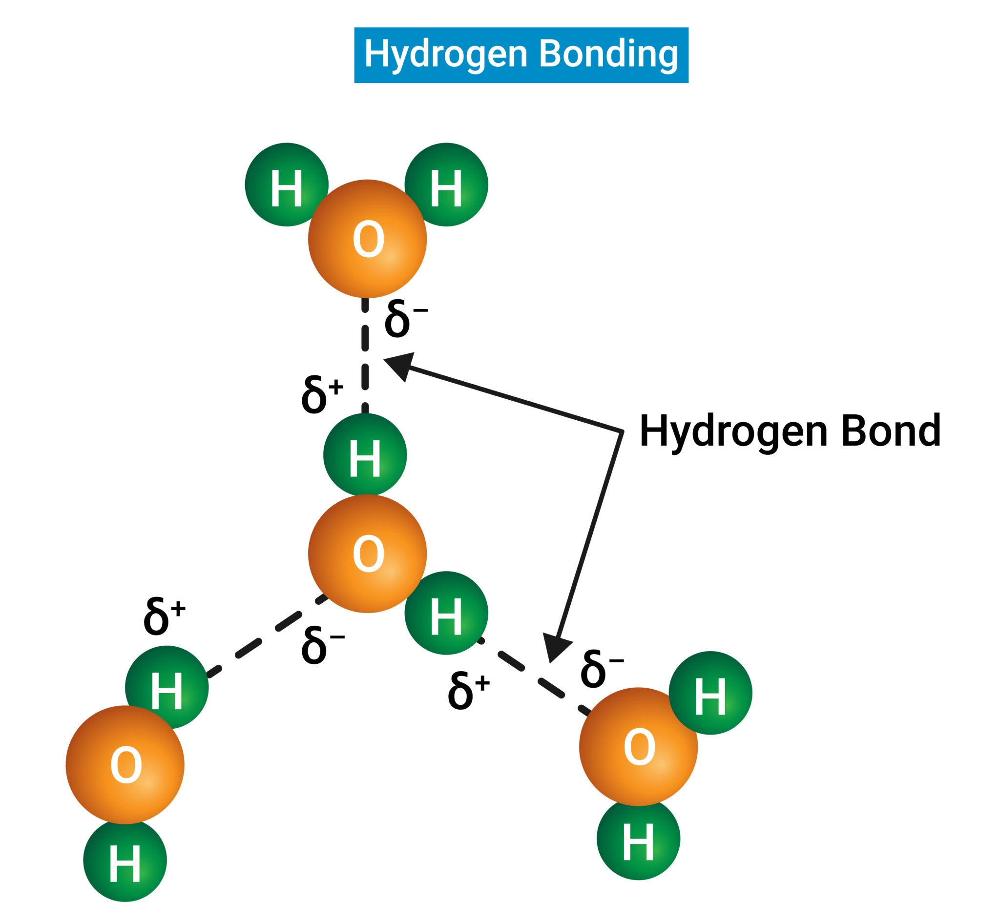 Hydrogen Bonding
H H
O
δ−
δ+
Hydrogen Bond
H
O
H
δ+
δ−
δ−
δ+
H
H
O
O
H
H